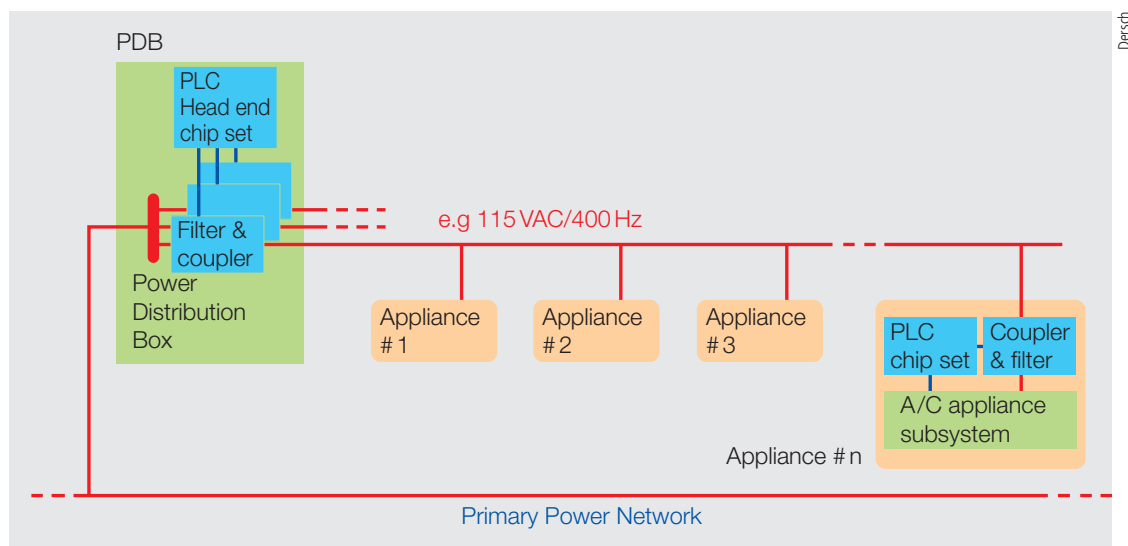 Dersch
PDB
PLC
Head end
chip set
Filter &
coupler
Power
Distribution
Box
e.g 115 VAC/400 Hz
Appliance
# 1
Appliance
#2
Appliance
#3
PLC
chip set
Coupler
& filter
A/C appliance
subsystem
Appliance # n
Primary Power Network